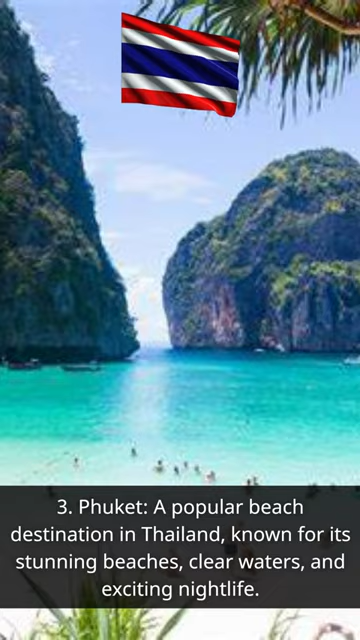 3. Phuket: A popular beach
destination in Thailand, known for its
stunning beaches, clear waters, and
exciting nightlife.